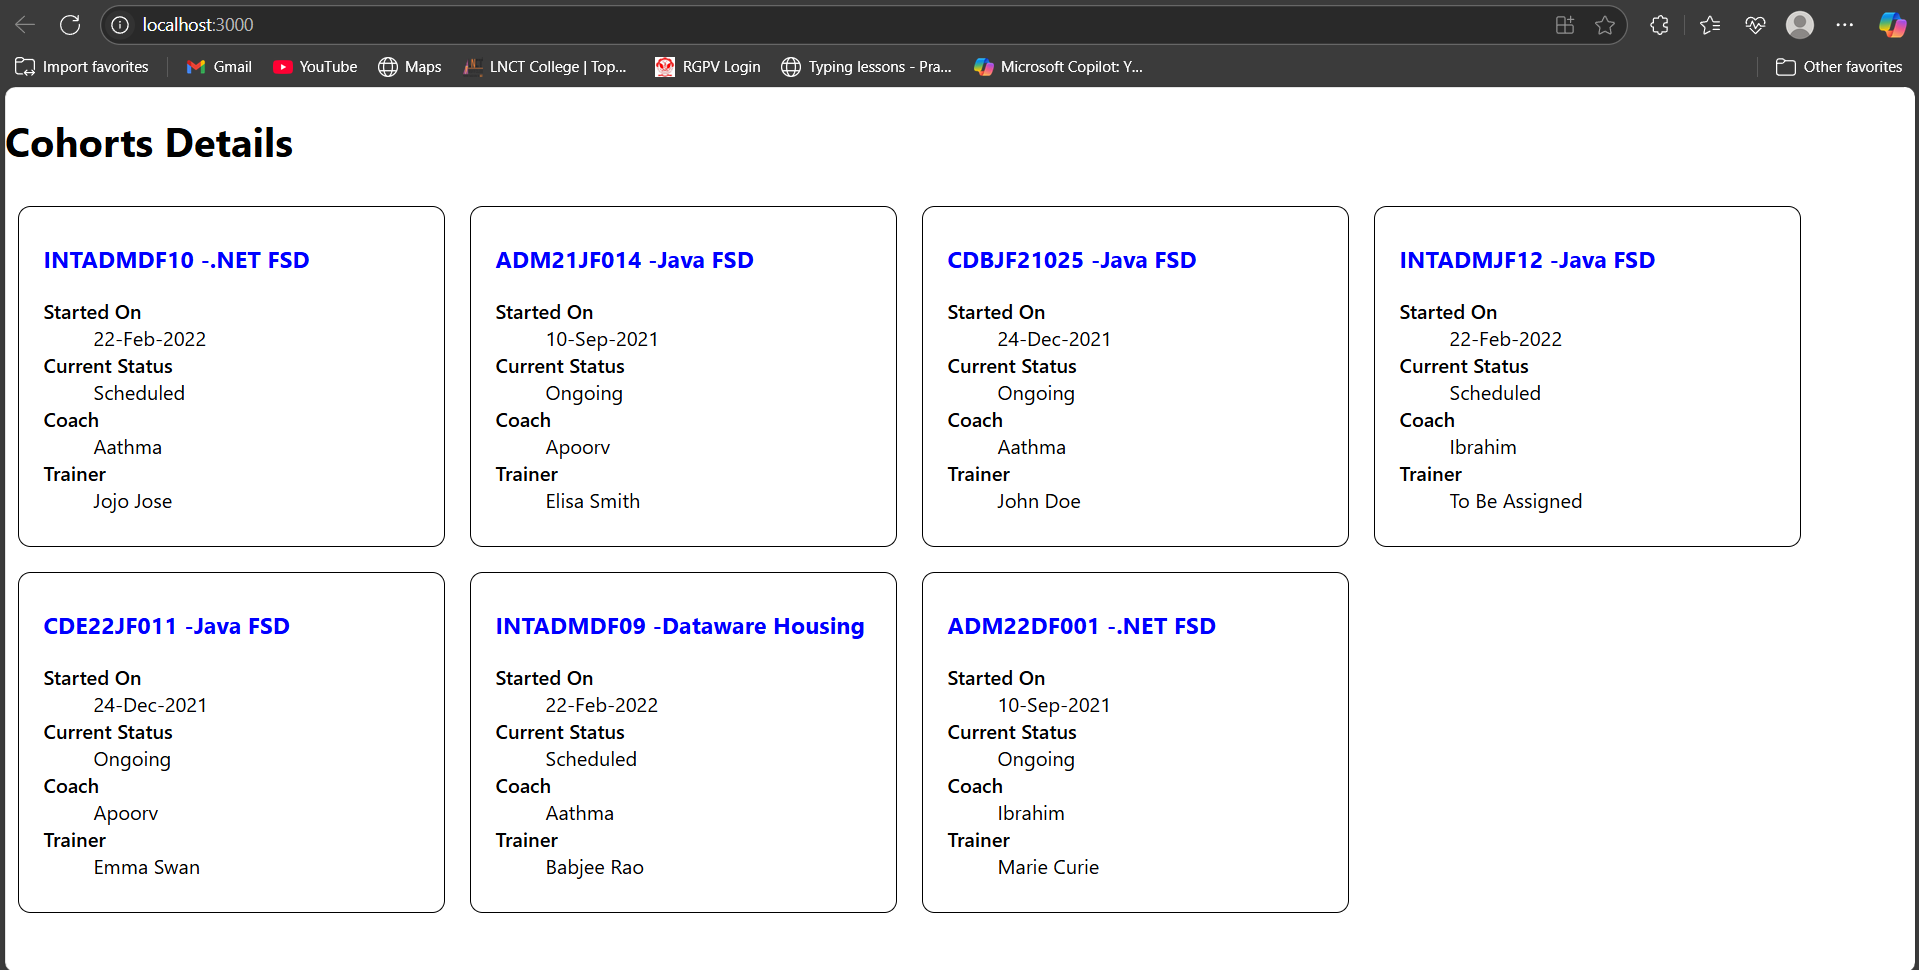 localhost:3000
Import favorites
Gmail
YouTube
Maps
LNCT College | Top...
RGPV Login
Typing lessons - Pra...
Microsoft Copilot: Y...
Other favorites
Cohorts Details
INTADMDF10 -.NET FSD
Started On
22-Feb-2022
Current Status
Scheduled
Coach
Aathma
Trainer
Jojo Jose
ADM21JF014 -Java FSD
Started On
10-Sep-2021
Current Status
Ongoing
Coach
Apoorv
Trainer
Elisa Smith
CDBJF21025 -Java FSD
Started On
24-Dec-2021
Current Status
Ongoing
Coach
Aathma
Trainer
John Doe
INTADMJF12 -Java FSD
Started On
22-Feb-2022
Current Status
Scheduled
Coach
Ibrahim
Trainer
To Be Assigned
CDE22JF011 -Java FSD
Started On
24-Dec-2021
Current Status
Ongoing
Coach
Apoorv
Trainer
Emma Swan
INTADMDF09 -Dataware Housing
Started On
22-Feb-2022
Current Status
Scheduled
Coach
Aathma
Trainer
Babjee Rao
ADM22DF001 -.NET FSD
Started On
10-Sep-2021
Current Status
Ongoing
Coach
Ibrahim
Trainer
Marie Curie